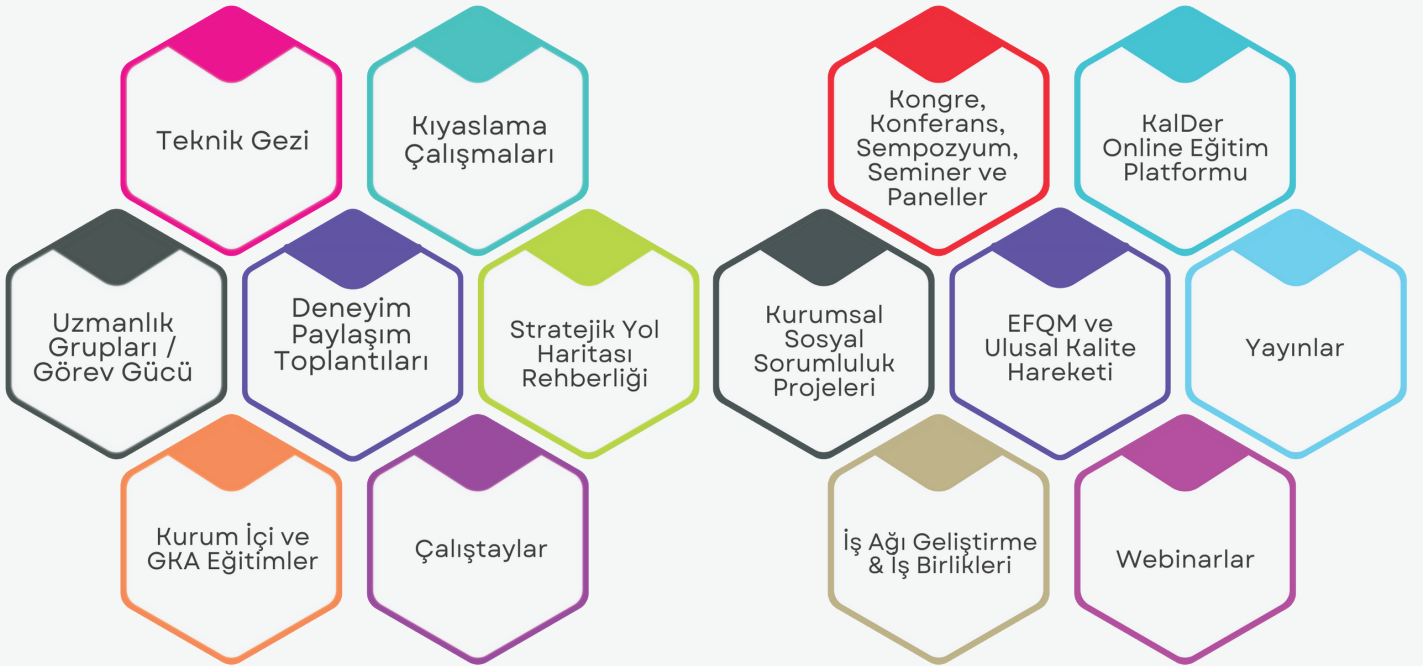 Teknik Gezi
Kıyaslama
Çalışmaları
Uzmanlık
Grupları /
Görev Gücü
Deneyim
Paylaşım
Toplantıları
Stratejik Yol
Haritası
Rehberliği
Kurum İçi ve
GKA Eğitimler
Çalıştaylar
Kongre,
Konferans,
Sempozyum,
Seminer ve
Paneller
KalDer
Online Eğitim
Platformu
Kurumsal
Sosyal
Sorumluluk
Projeleri
EFQM ve
Ulusal Kalite
Hareketi
Yayınlar
İş Ağı Geliştirme
& İş Birlikleri
Webinarlar